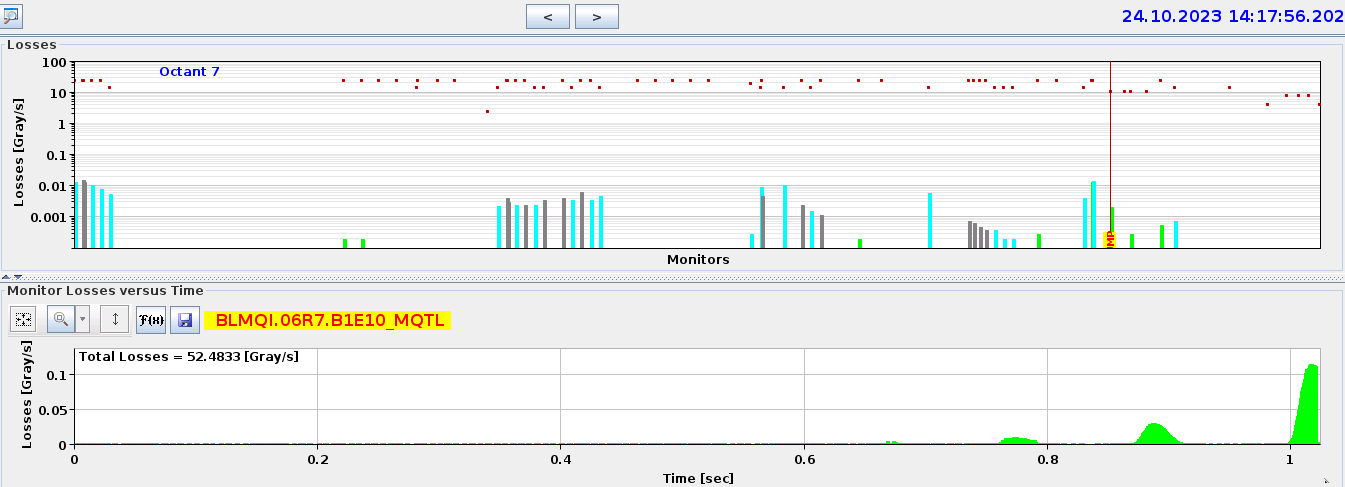 < > 24.10.2023 14:17:56.202
Losses
Octant 7
Losses [Gray/s]
100
10
1
0.1
0.01
0.001
Monitors
Monitor Losses versus Time
F(x) BLMQI.06R7.B1E10_MQTL
Total Losses = 52.4833 [Gray/s]
Losses [Gray/s]
0.1
0.05
0
0 0.2 0.4 0.6 0.8 1
Time [sec]